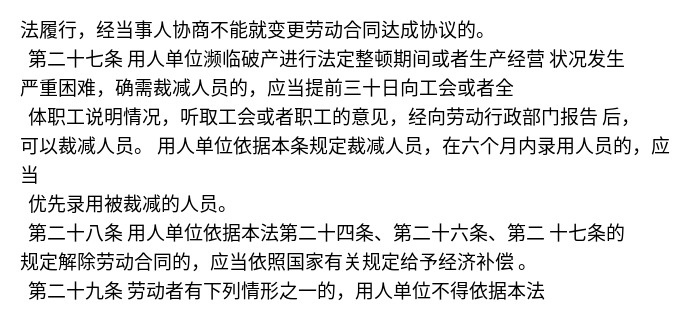 法履行，经当事人协商不能就变更劳动合同达成协议的。
第二十七条 用人单位濒临破产进行法定整顿期间或者生产经营 状况发生
严重困难，确需裁减人员的，应当提前三十日向工会或者全
体职工说明情况，听取工会或者职工的意见，经向劳动行政部门报告 后，
可以裁减人员。 用人单位依据本条规定裁减人员，在六个月内录用人员的，应
当
优先录用被裁减的人员。
第二十八条 用人单位依据本法第二十四条、第二十六条、第二 十七条的
规定解除劳动合同的，应当依照国家有关规定给予经济补偿 。
第二十九条 劳动者有下列情形之一的，用人单位不得依据本法